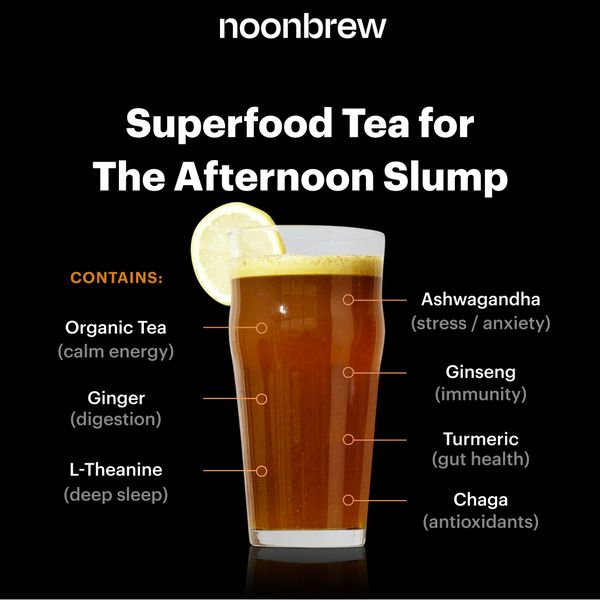 noonbrew
Superfood Tea for
The Afternoon Slump
CONTAINS:
Organic Tea
(calm energy)
Ginger
(digestion)
L-Theanine
(deep sleep)
Ashwagandha
(stress / anxiety)
Ginseng
(immunity)
Turmeric
(gut health)
Chaga
(antioxidants)